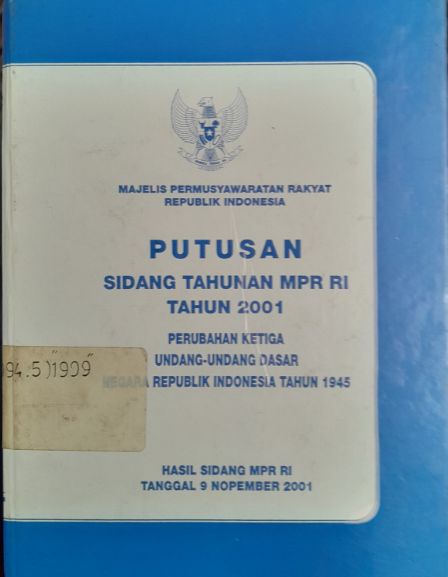 MAJELIS PERMUSYAWARATAN RAKYAT
REPUBLIK INDONESIA
PUTUSAN
SIDANG TAHUNAN MPR RI
TAHUN 2001
PERUBAHAN KETIGA
UNDANG-UNDANG DASAR
NEGARA REPUBLIK INDONESIA TAHUN 1945
94:5)"1999"
HASIL SIDANG MPR RI
TANGGAL 9 NOPEMBER 2001